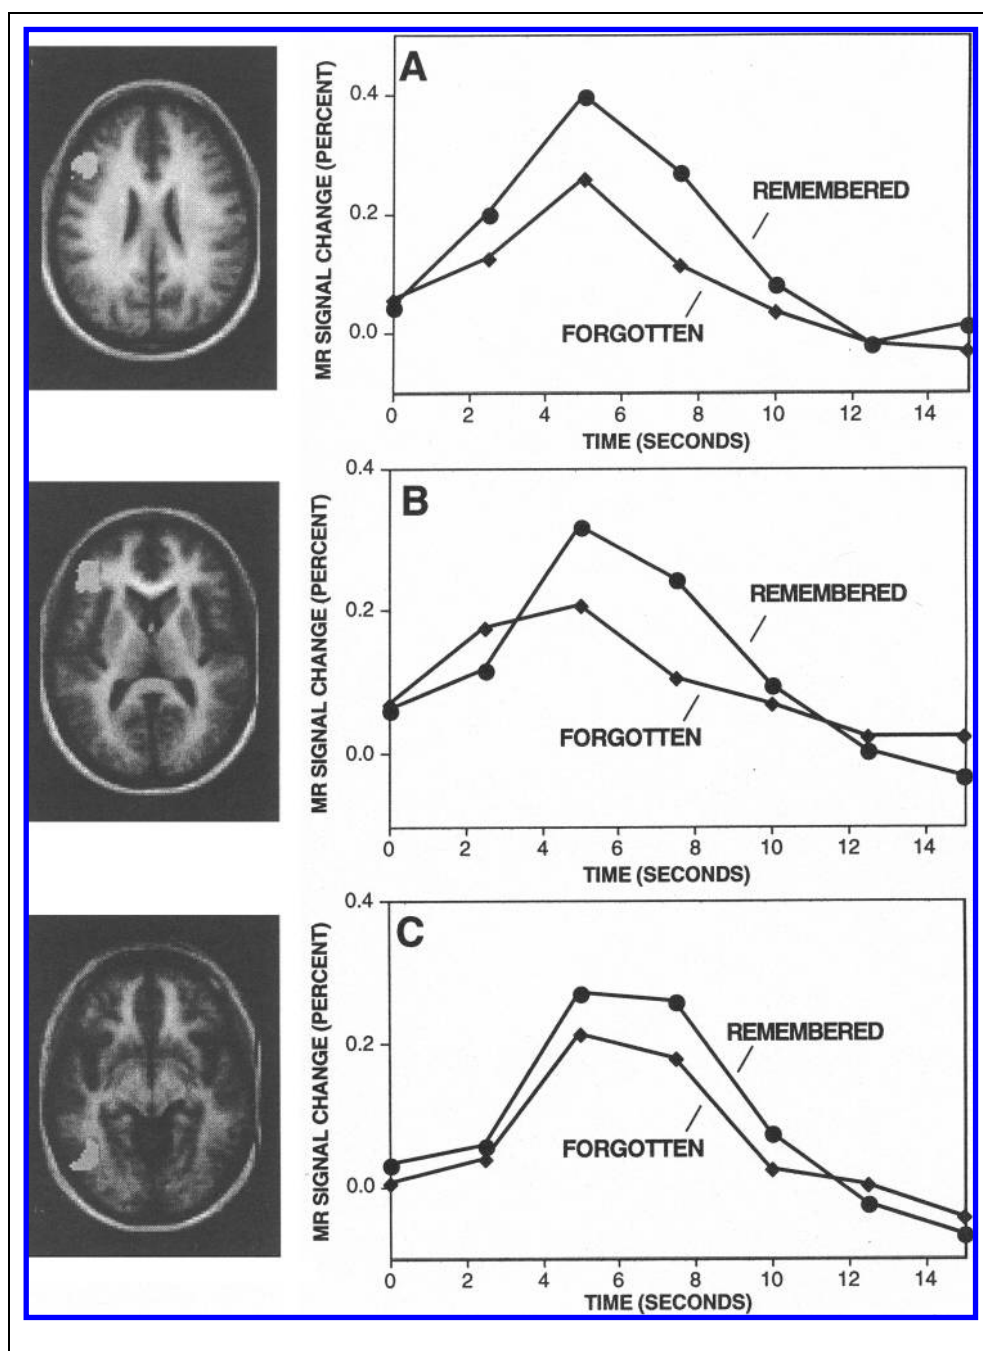 A
MR SIGNAL CHANGE (PERCENT)
0.4
0.2
0.0
REMEMBERED
FORGOTTEN
0 2 4 6 8 10 12 14
TIME (SECONDS)
B
MR SIGNAL CHANGE (PERCENT)
0.4
0.2
0.0
REMEMBERED
FORGOTTEN
0 2 4 6 8 10 12 14
TIME (SECONDS)
C
MR SIGNAL CHANGE (PERCENT)
0.4
0.2
0.0
REMEMBERED
FORGOTTEN
0 2 4 6 8 10 12 14
TIME (SECONDS)